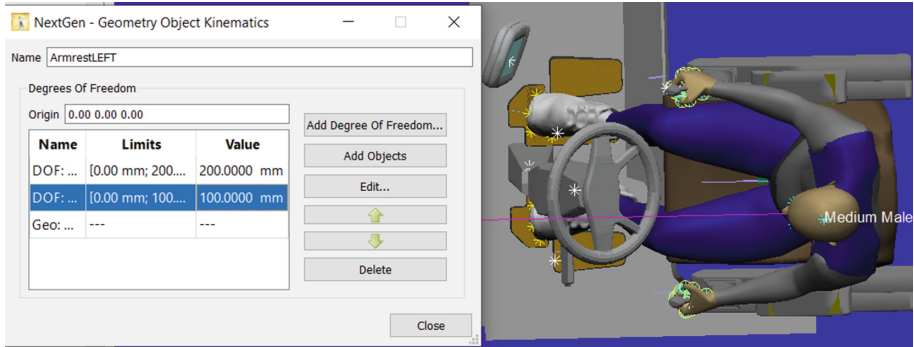 NextGen - Geometry Object Kinematics
Name ArmrestLEFT
Degrees Of Freedom
Origin 0.00 0.00 0.00
Add Degree Of Freedom...
Name Limits Value
Add Objects
DOF: ... [0.00 mm; 200.... 200.0000 mm
Edit...
DOF: ... [0.00 mm; 100.... 100.0000 mm
Geo: ... --- ---
Delete
Close
Medium Male